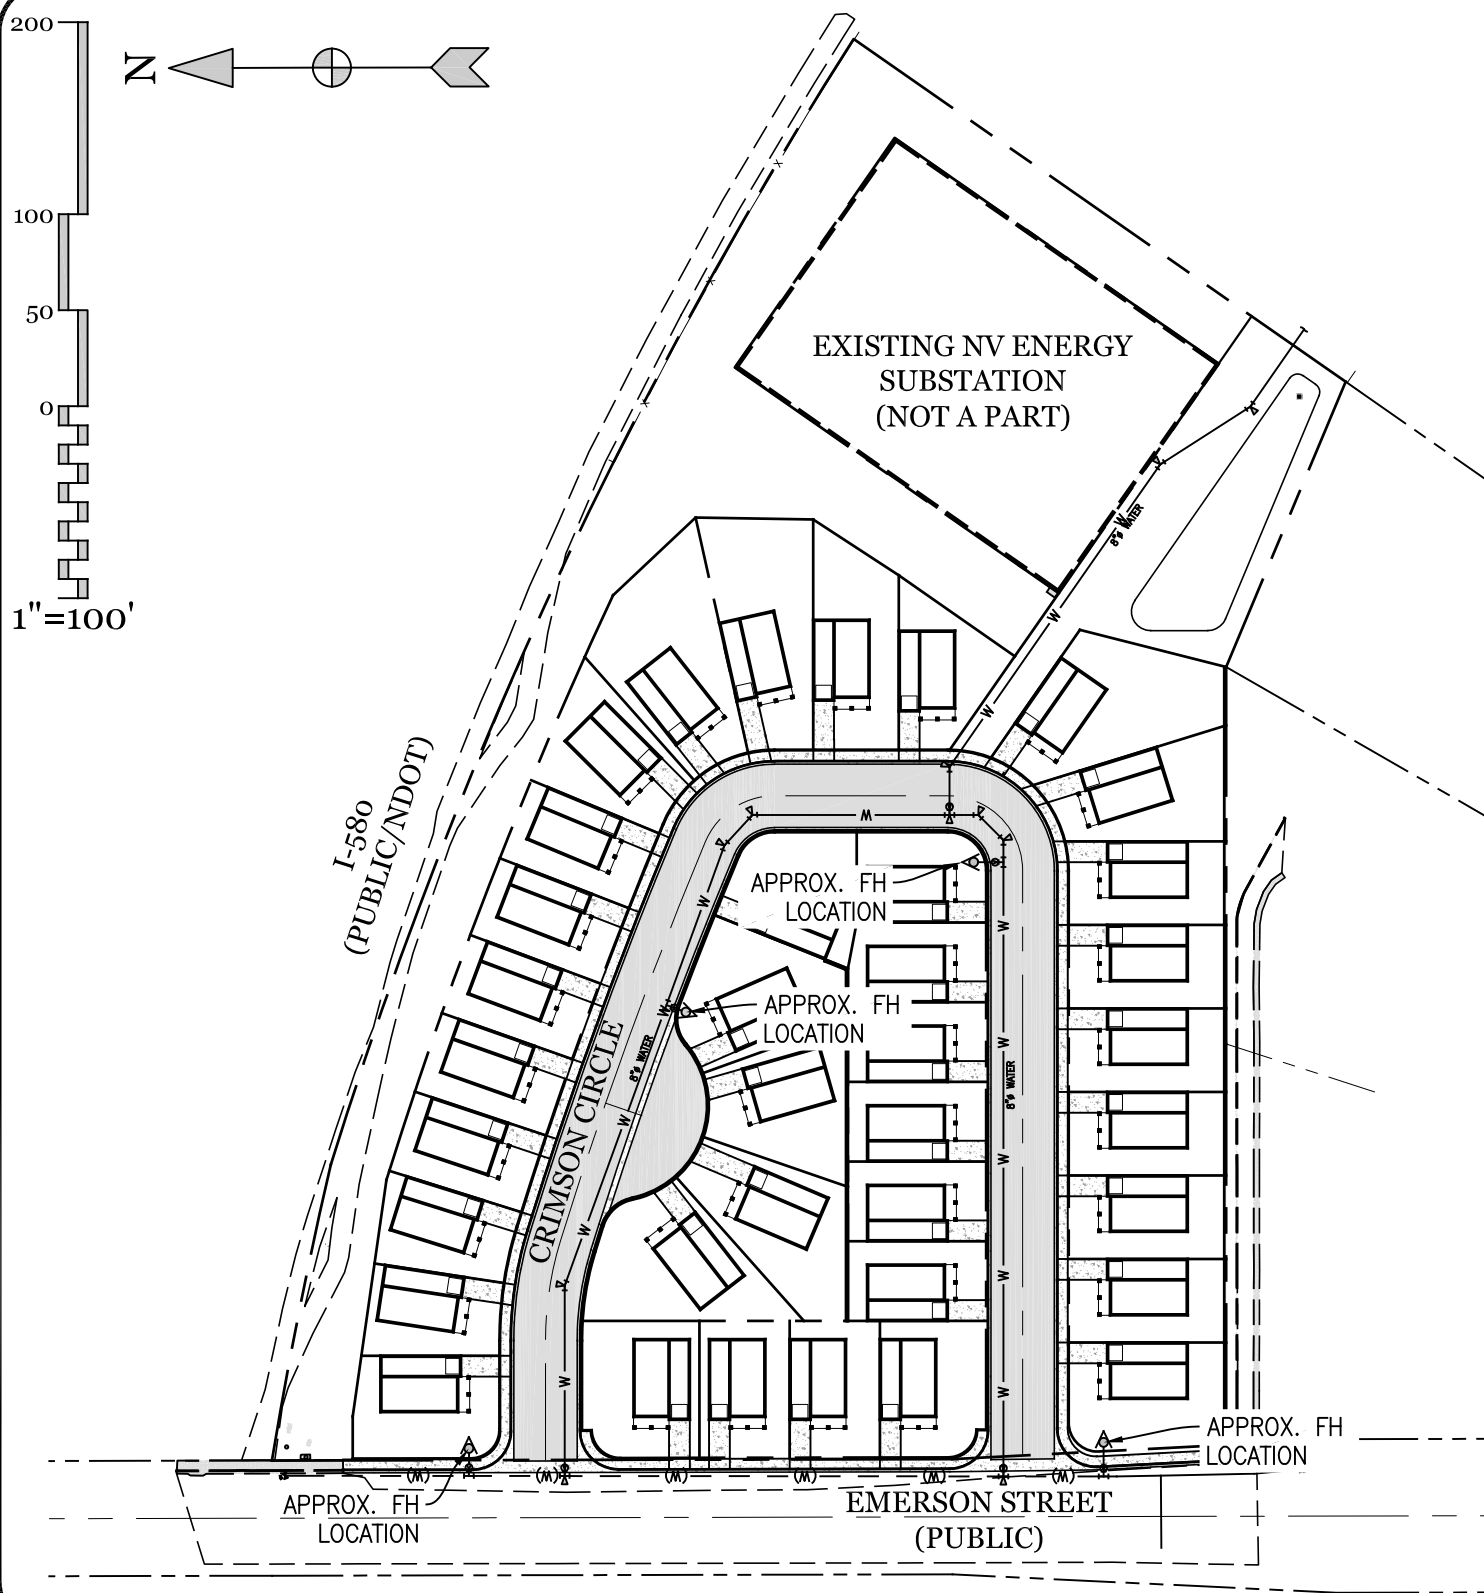 200
N
100
50
0
1"=100'
EXISTING NV ENERGY
SUBSTATION
(NOT A PART)
W
8"ø WATER
W
W
I-580
(PUBLIC/NDOT)
W
APPROX. FH
LOCATION
W
W
APPROX. FH
LOCATION
W
W
8"ø WATER
8"ø WATER
CRIMSON CIRCLE
W
W
W
W
W
W
APPROX. FH
LOCATION
(W)
(W)
(W)
(W)
(W)
(W)
APPROX. FH
LOCATION
EMERSON STREET
(PUBLIC)